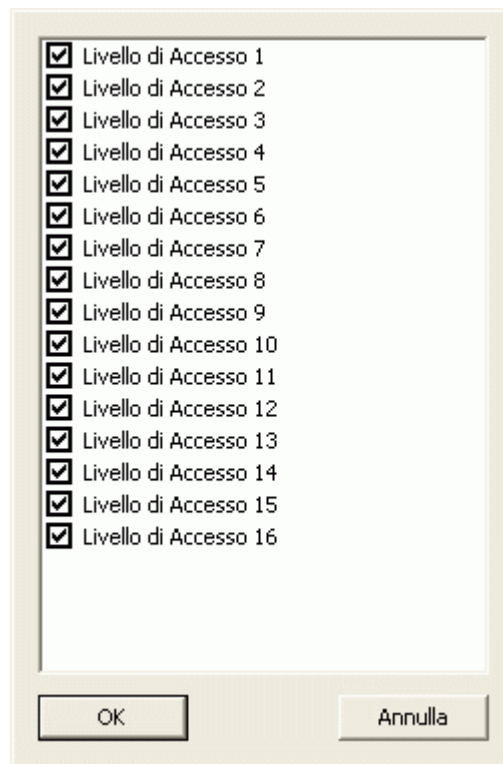 Livello di Accesso 1
Livello di Accesso 2
Livello di Accesso 3
Livello di Accesso 4
Livello di Accesso 5
Livello di Accesso 6
Livello di Accesso 7
Livello di Accesso 8
Livello di Accesso 9
Livello di Accesso 10
Livello di Accesso 11
Livello di Accesso 12
Livello di Accesso 13
Livello di Accesso 14
Livello di Accesso 15
Livello di Accesso 16
OK Annulla